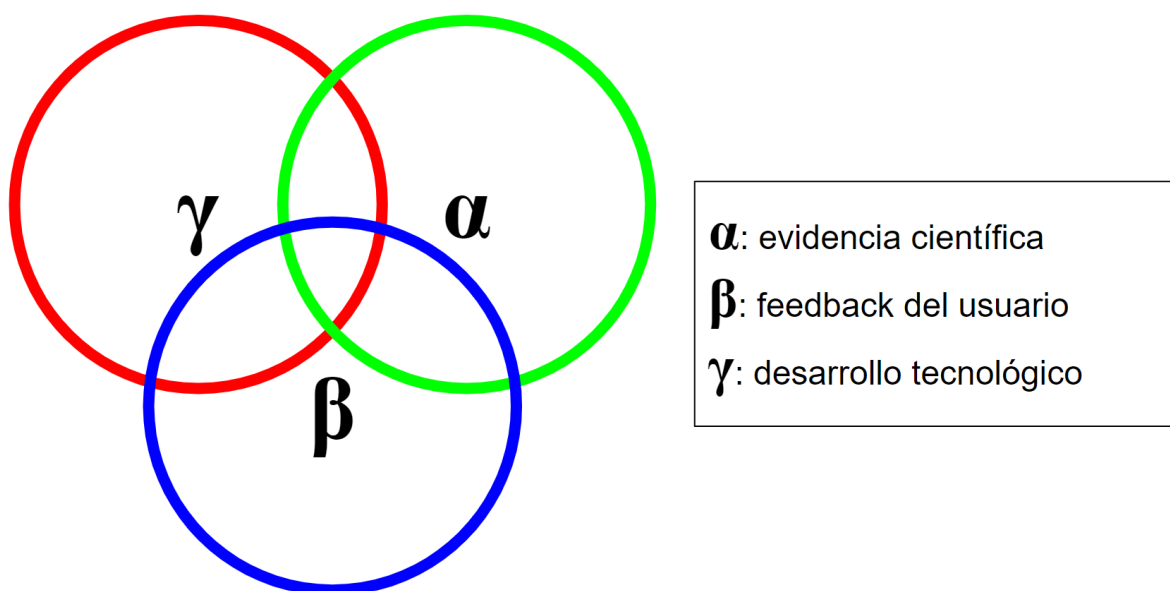 γ
α
β
α: evidencia científica
β: feedback del usuario
γ: desarrollo tecnológico